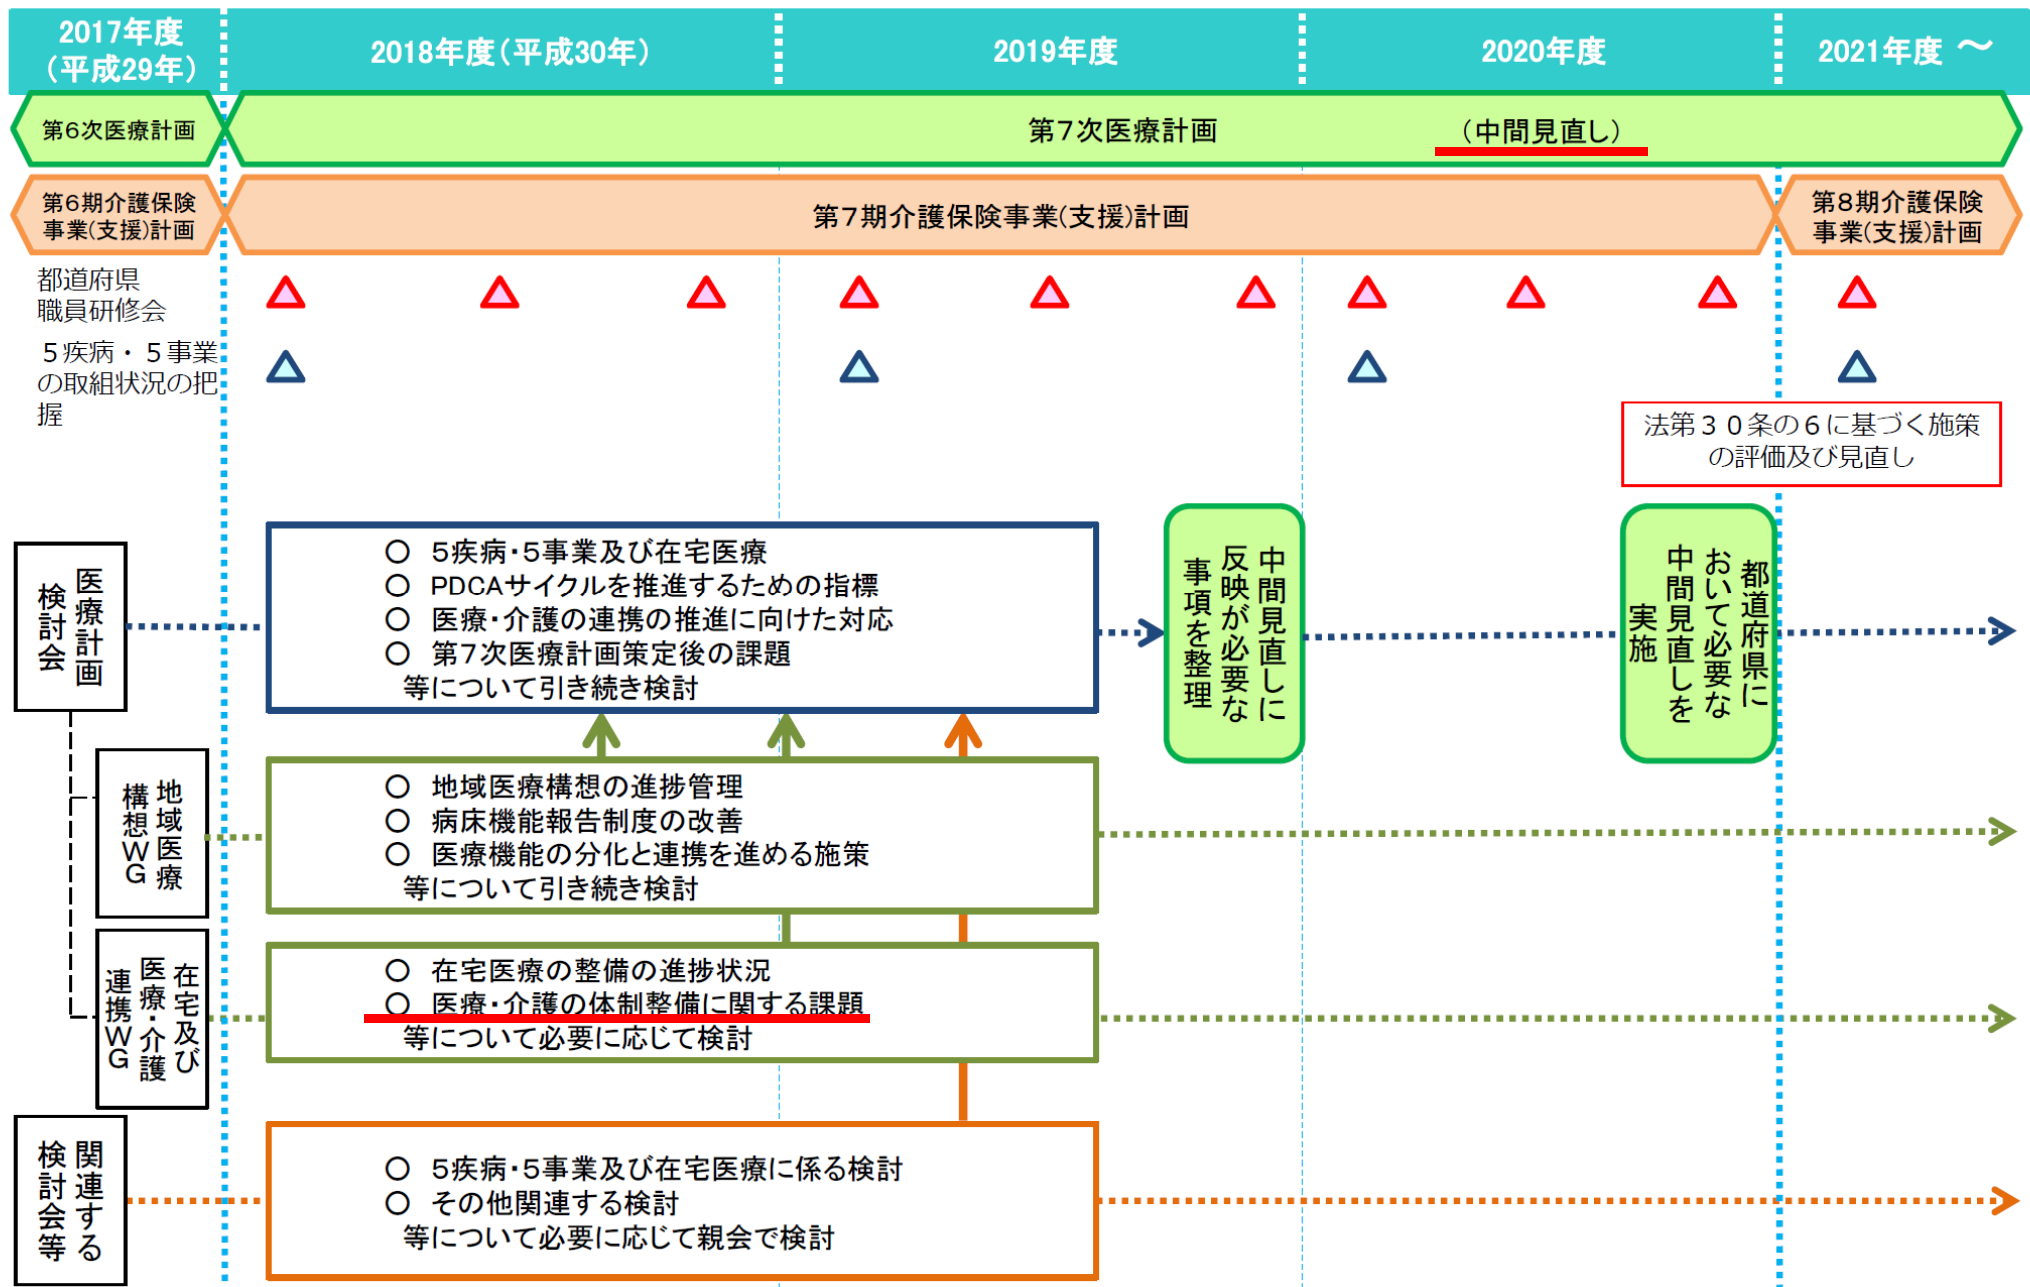 2017年度
（平成29年）
2018年度（平成30年）
2019年度
2020年度
2021年度 ～
第６次医療計画
第７次医療計画
（中間見直し）
第６期介護保険
事業(支援)計画
第７期介護保険事業(支援)計画
第８期介護保険
事業(支援)計画
都道府県
職員研修会
５疾病・５事業
の取組状況の把
握
法第３０条の６に基づく施策
の評価及び見直し
医療計画
検討会
○ ５疾病・５事業及び在宅医療
○ PDCAサイクルを推進するための指標
○ 医療・介護の連携の推進に向けた対応
○ 第７次医療計画策定後の課題
等について引き続き検討
中間見直しに
反映が必要な
事項を整理
都道府県に
おいて必要な
中間見直しを
実施
地域医療
構想ＷＧ
○ 地域医療構想の進捗管理
○ 病床機能報告制度の改善
○ 医療機能の分化と連携を進める施策
等について引き続き検討
在宅及び
医療・介護
連携ＷＧ
○ 在宅医療の整備の進捗状況
○ 医療・介護の体制整備に関する課題
等について必要に応じて検討
関連する
検討会等
○ ５疾病・５事業及び在宅医療に係る検討
○ その他関連する検討
等について必要に応じて親会で検討